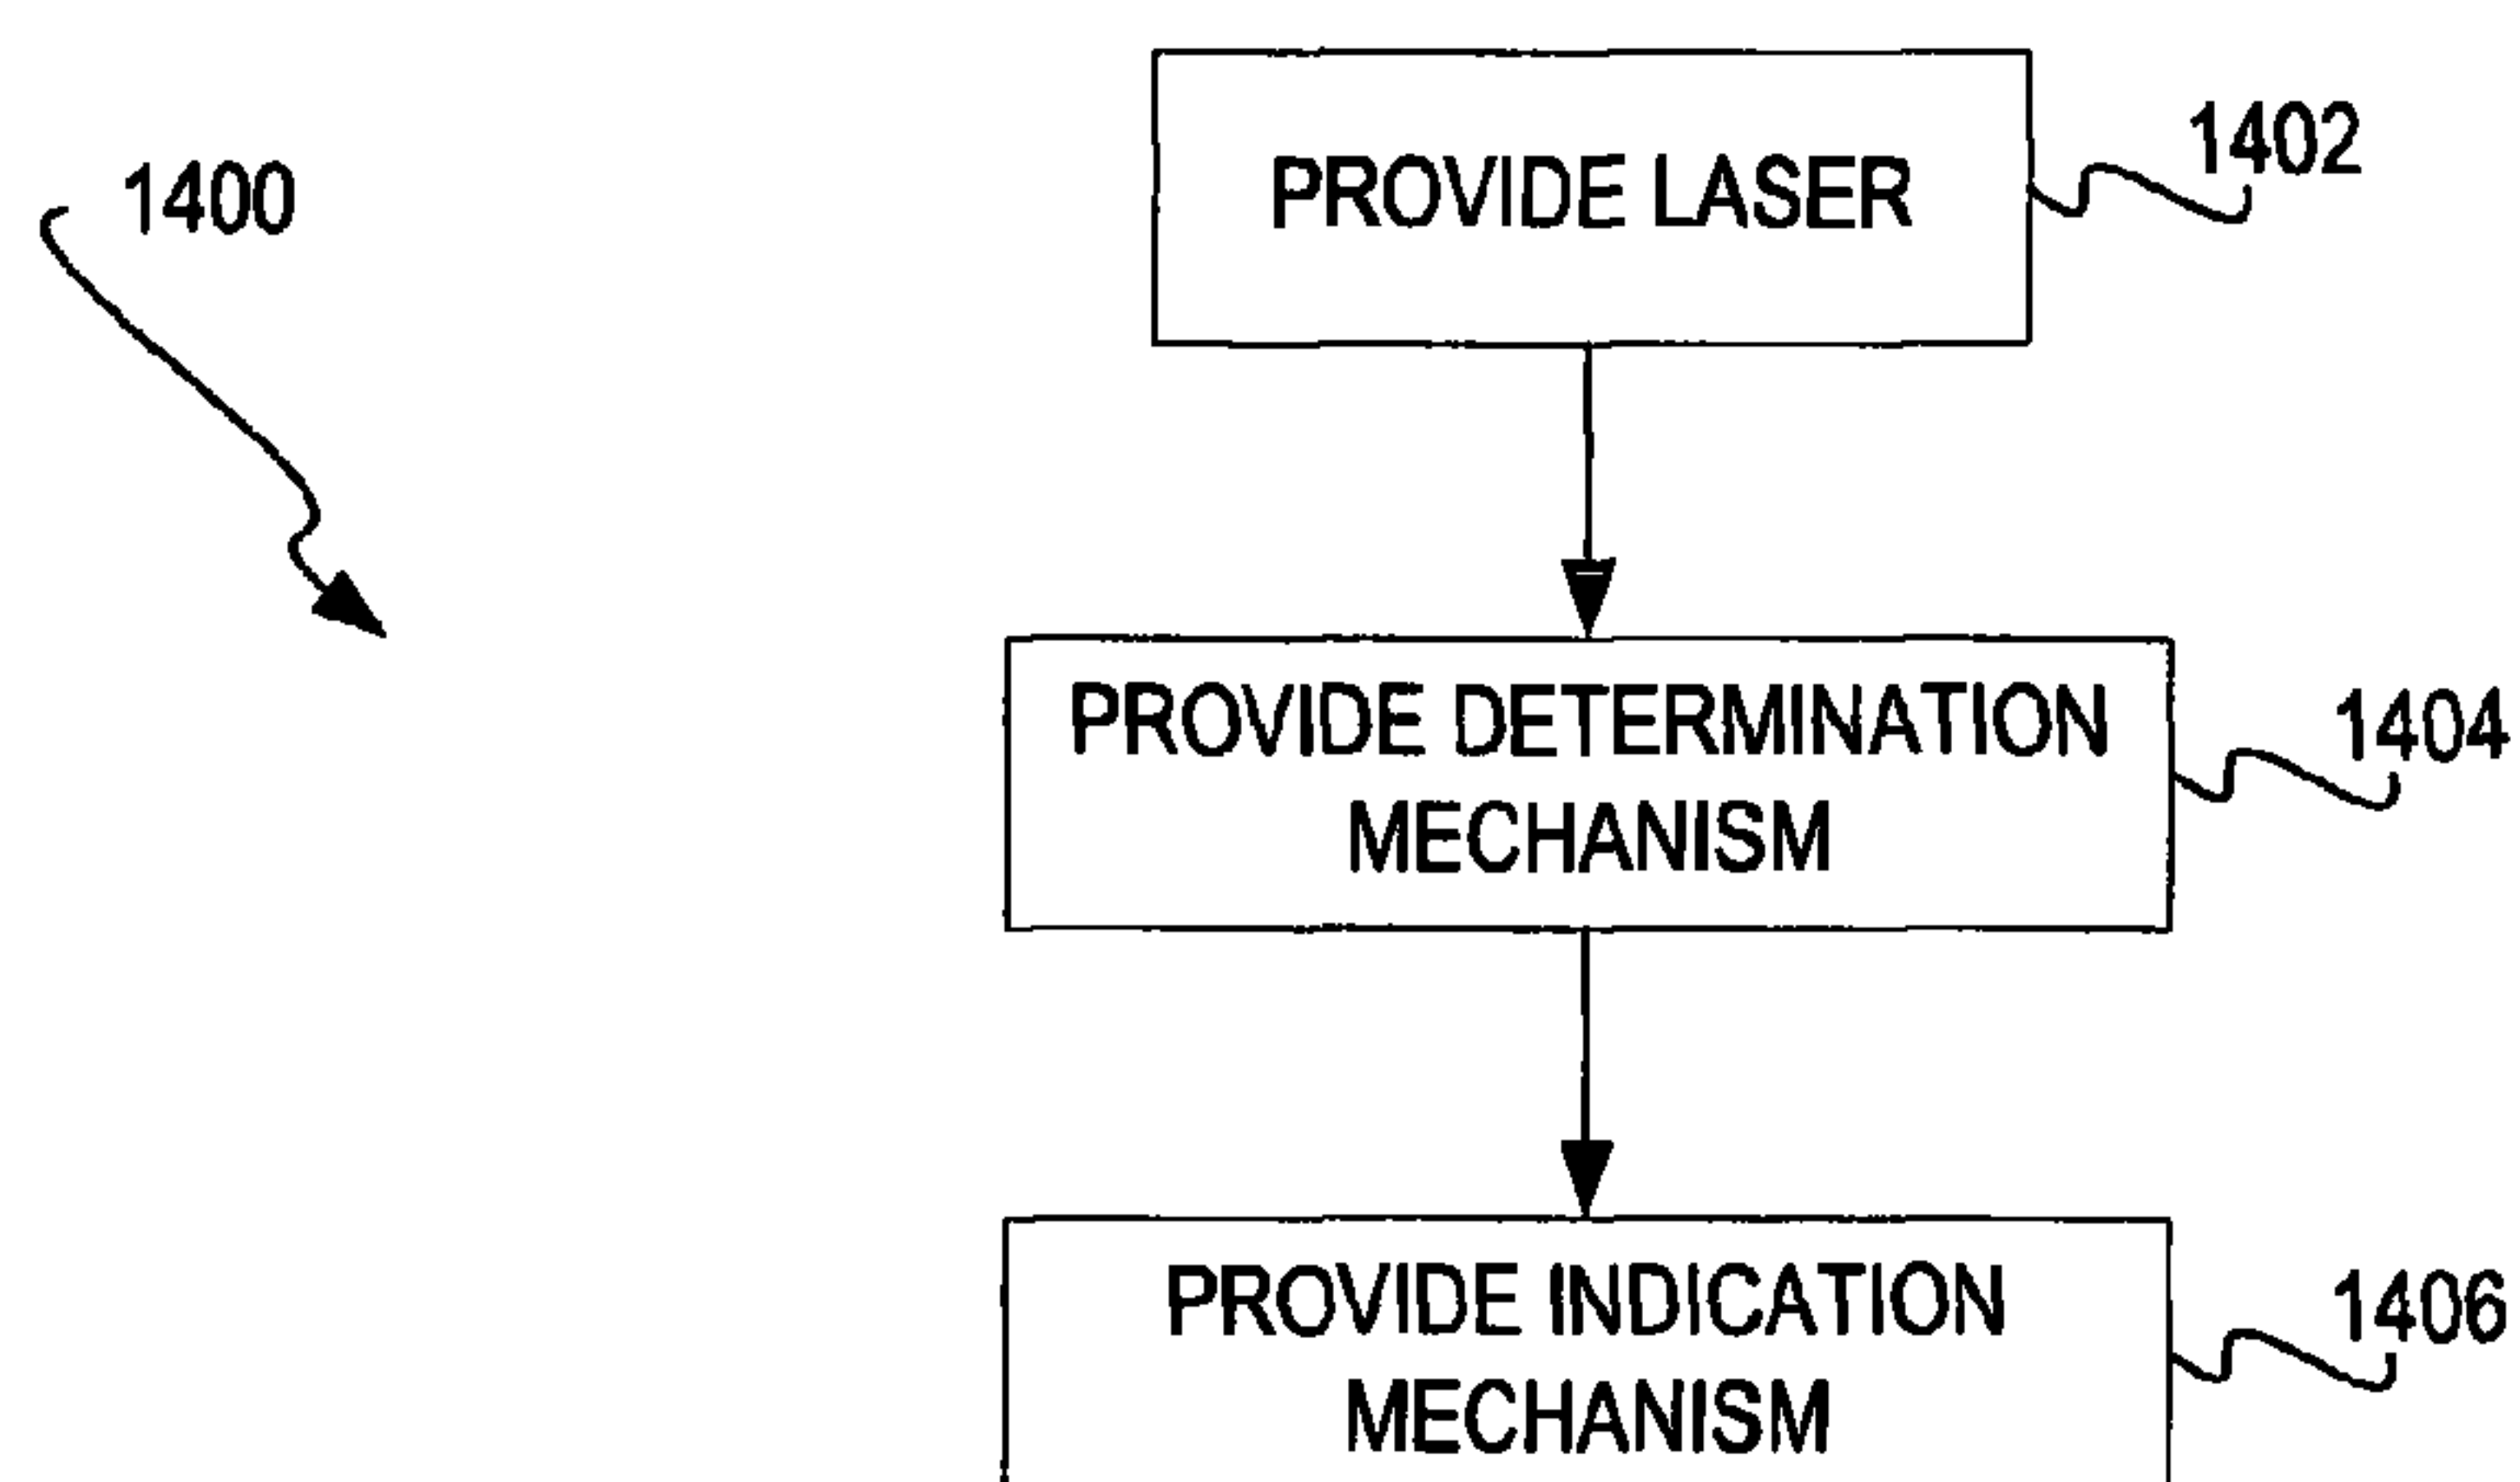 1400
PROVIDE LASER
1402
PROVIDE DETERMINATION
MECHANISM
1404
PROVIDE INDICATION
MECHANISM
1406